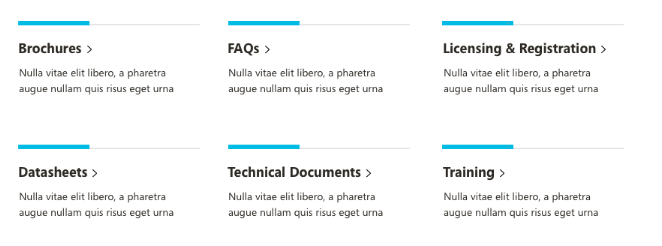 Brochures >
FAQs >
Licensing & Registration >
Nulla vitae elit libero, a pharetra
augue nullam quis risus eget urna
Nulla vitae elit libero, a pharetra
augue nullam quis risus eget urna
Nulla vitae elit libero, a pharetra
augue nullam quis risus eget urna
Datasheets >
Technical Documents >
Training >
Nulla vitae elit libero, a pharetra
augue nullam quis risus eget urna
Nulla vitae elit libero, a pharetra
augue nullam quis risus eget urna
Nulla vitae elit libero, a pharetra
augue nullam quis risus eget urna